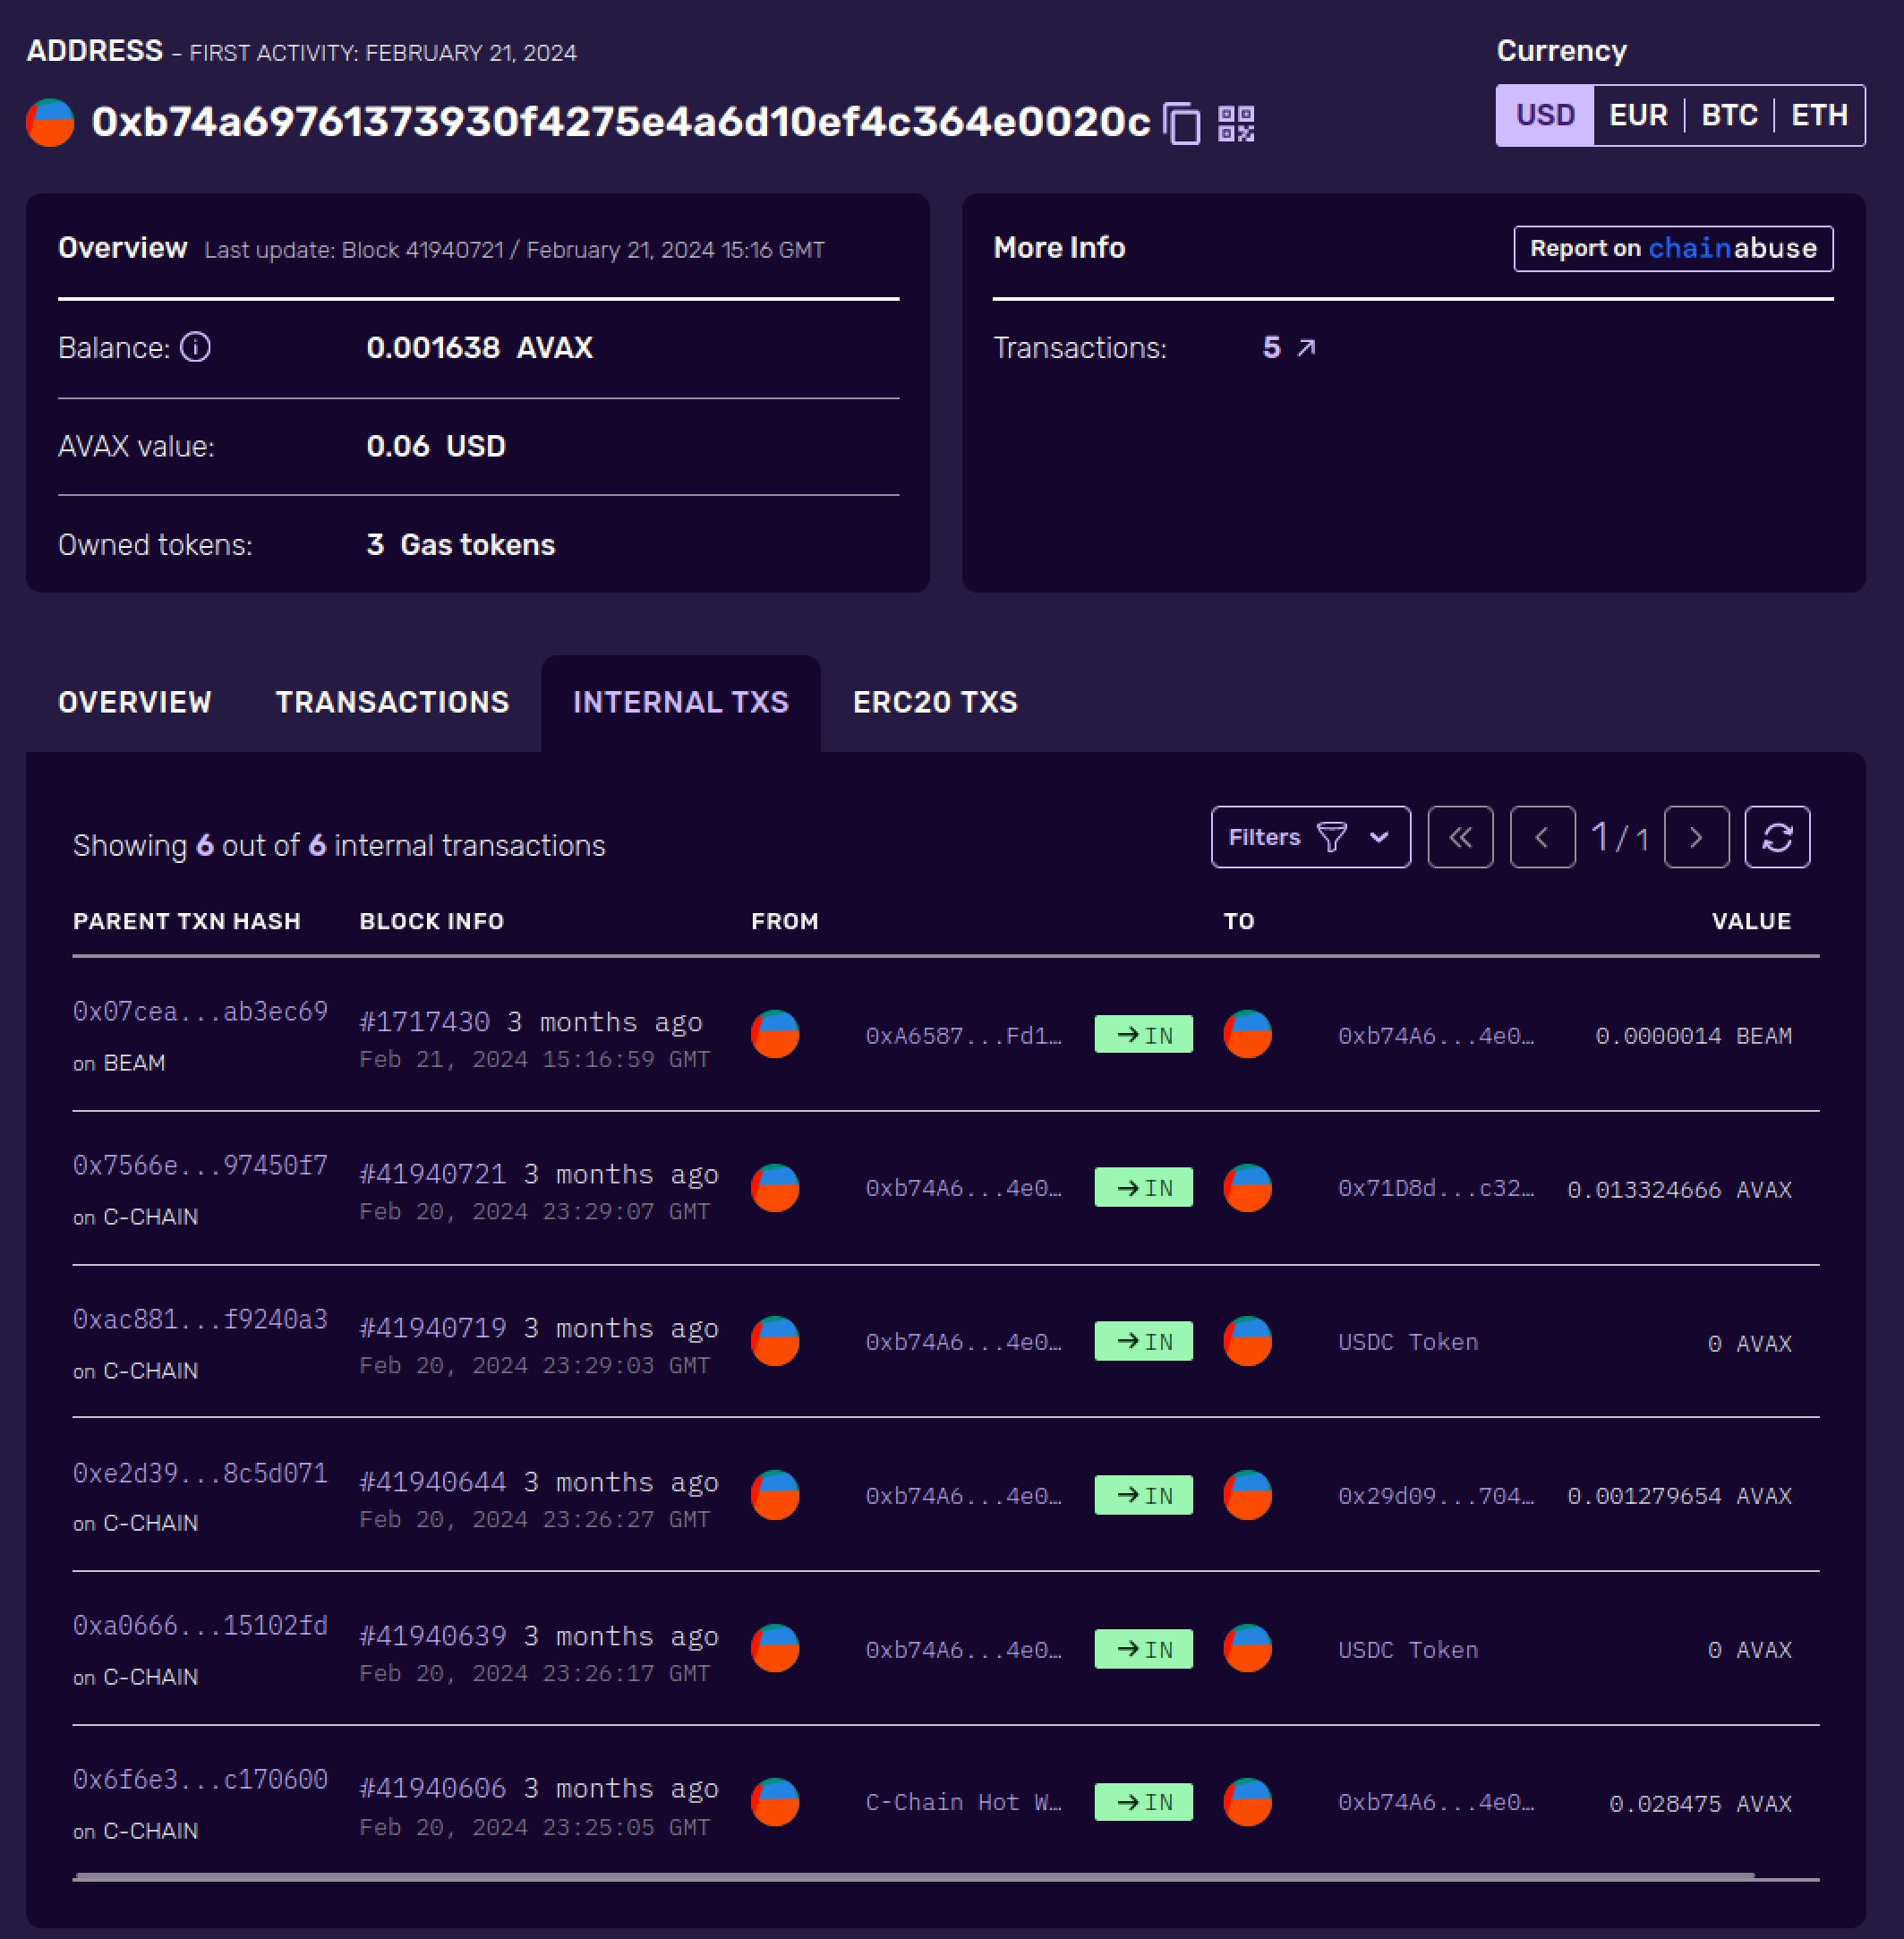 ADDRESS - FIRST ACTIVITY: FEBRUARY 21, 2024
Currency
0xb74a69761373930f4275e4a6d10ef4c364e0020c
USD EUR BTC ETH
Overview Last update: Block 41940721 / February 21, 2024 15:16 GMT
Balance: 0.001638 AVAX
AVAX value: 0.06 USD
Owned tokens: 3 Gas tokens
More Info Report on chainabuse
Transactions: 5
OVERVIEW TRANSACTIONS INTERNAL TXS ERC20 TXS
Showing 6 out of 6 internal transactions
Filters 1 / 1
PARENT TXN HASH BLOCK INFO FROM TO VALUE
0x07cea...ab3ec69 #1717430 3 months ago 0xA6587...Fd1… IN 0xb74A6...4e0… 0.0000014 BEAM
on BEAM Feb 21, 2024 15:16:59 GMT
0x7566e...97450f7 #41940721 3 months ago 0xb74A6...4e0… IN 0x71D8d...c32… 0.013324666 AVAX
on C-CHAIN Feb 20, 2024 23:29:07 GMT
0xac881...f9240a3 #41940719 3 months ago 0xb74A6...4e0… IN USDC Token 0 AVAX
on C-CHAIN Feb 20, 2024 23:29:03 GMT
0xe2d39...8c5d071 #41940644 3 months ago 0xb74A6...4e0… IN 0x29d09...704… 0.001279654 AVAX
on C-CHAIN Feb 20, 2024 23:26:27 GMT
0xa0666...15102fd #41940639 3 months ago 0xb74A6...4e0… IN USDC Token 0 AVAX
on C-CHAIN Feb 20, 2024 23:26:17 GMT
0x6f6e3...c170600 #41940606 3 months ago C-Chain Hot W… IN 0xb74A6...4e0… 0.028475 AVAX
on C-CHAIN Feb 20, 2024 23:25:05 GMT